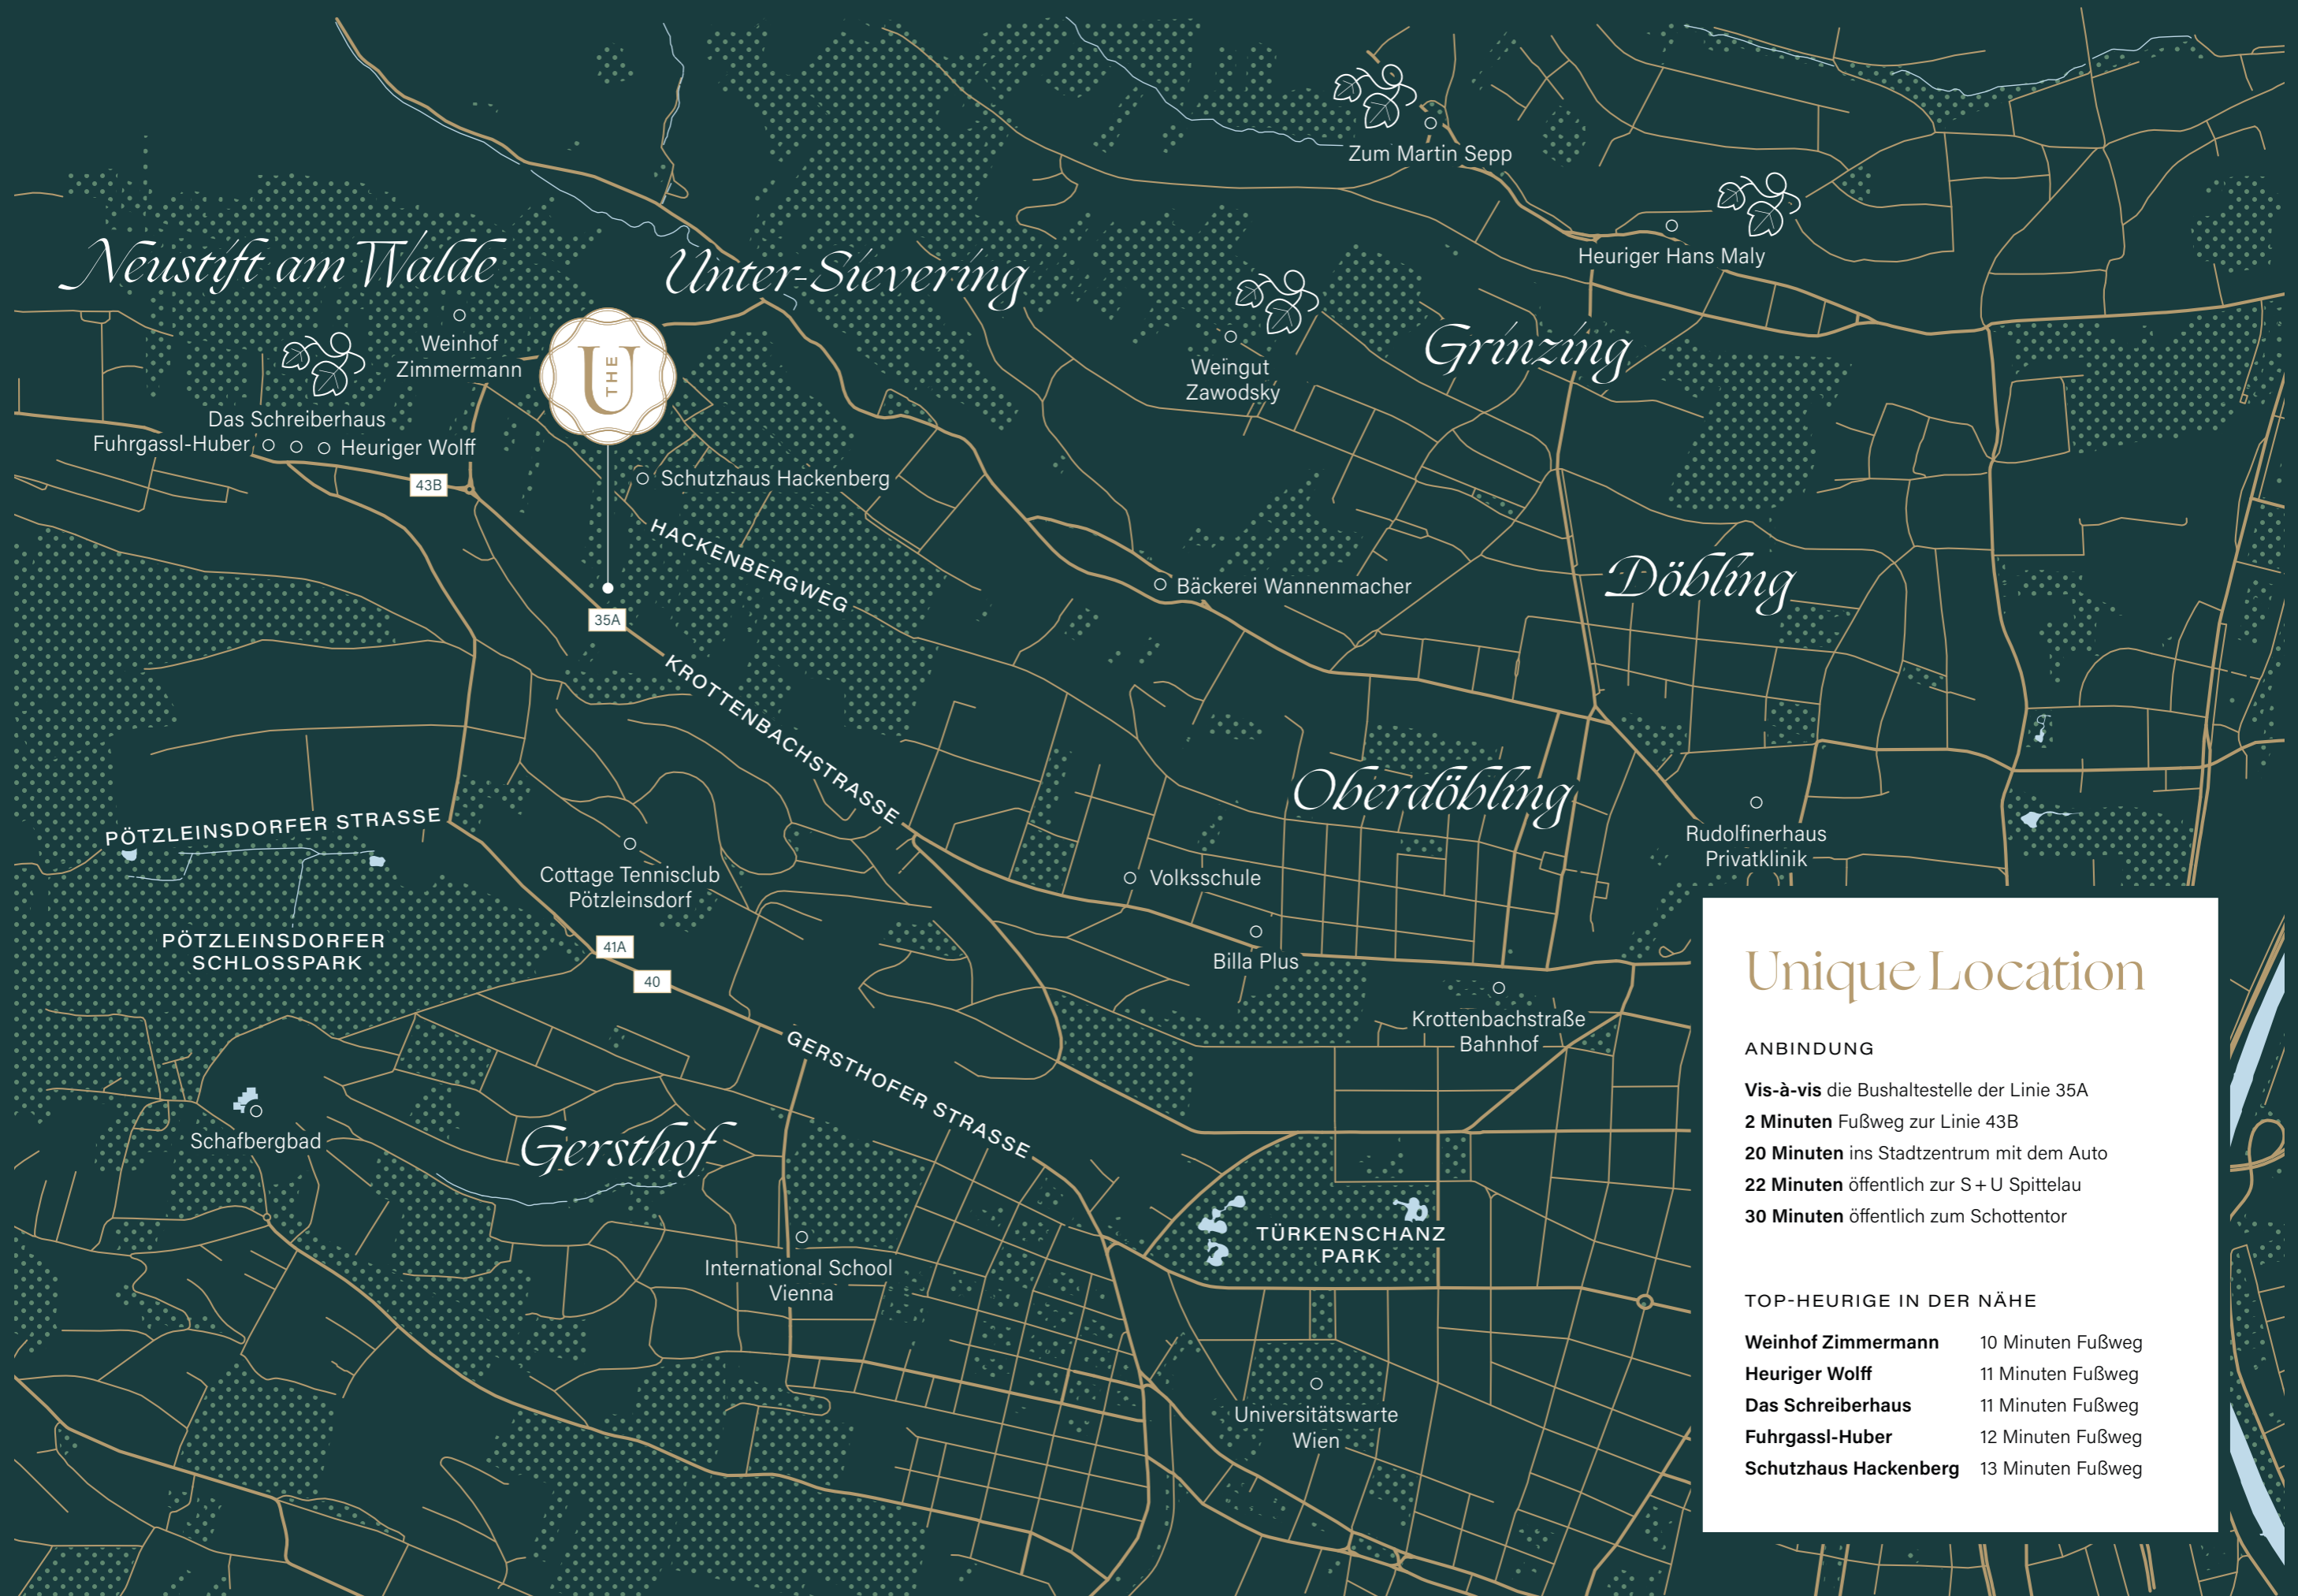 Zum Martin Sepp
Heuriger Hans Maly
Neustift am Walde
Unter-Sievering
Weinhof
Zimmermann
THE
U
Weingut
Zawodsky
Grinzing
Das Schreiberhaus
Fuhrgassl-Huber
Heuriger Wolff
43B
Schutzhaus Hackenberg
HACKENBERGWEG
Bäckerei Wannenmacher
Döbling
35A
KROTTENBACHSTRASSE
Oberdöbling
PÖTZLEINSDORFER STRASSE
Rudolfinerhaus
Privatklinik
Cottage Tennisclub
Pötzleinsdorf
Volksschule
PÖTZLEINSDORFER
SCHLOSSPARK
41A
40
Billa Plus
Krottenbachstraße
Bahnhof
GERSTHOFER STRASSE
Schafbergbad
Gersthof
TÜRKENSCHANZ
PARK
International School
Vienna
Universitätswarte
Wien
Unique Location
ANBINDUNG
Vis-à-vis die Bushaltestelle der Linie 35A
2 Minuten Fußweg zur Linie 43B
20 Minuten ins Stadtzentrum mit dem Auto
22 Minuten öffentlich zur S + U Spittelau
30 Minuten öffentlich zum Schottentor
TOP-HEURIGE IN DER NÄHE
Weinhof Zimmermann 10 Minuten Fußweg
Heuriger Wolff 11 Minuten Fußweg
Das Schreiberhaus 11 Minuten Fußweg
Fuhrgassl-Huber 12 Minuten Fußweg
Schutzhaus Hackenberg 13 Minuten Fußweg